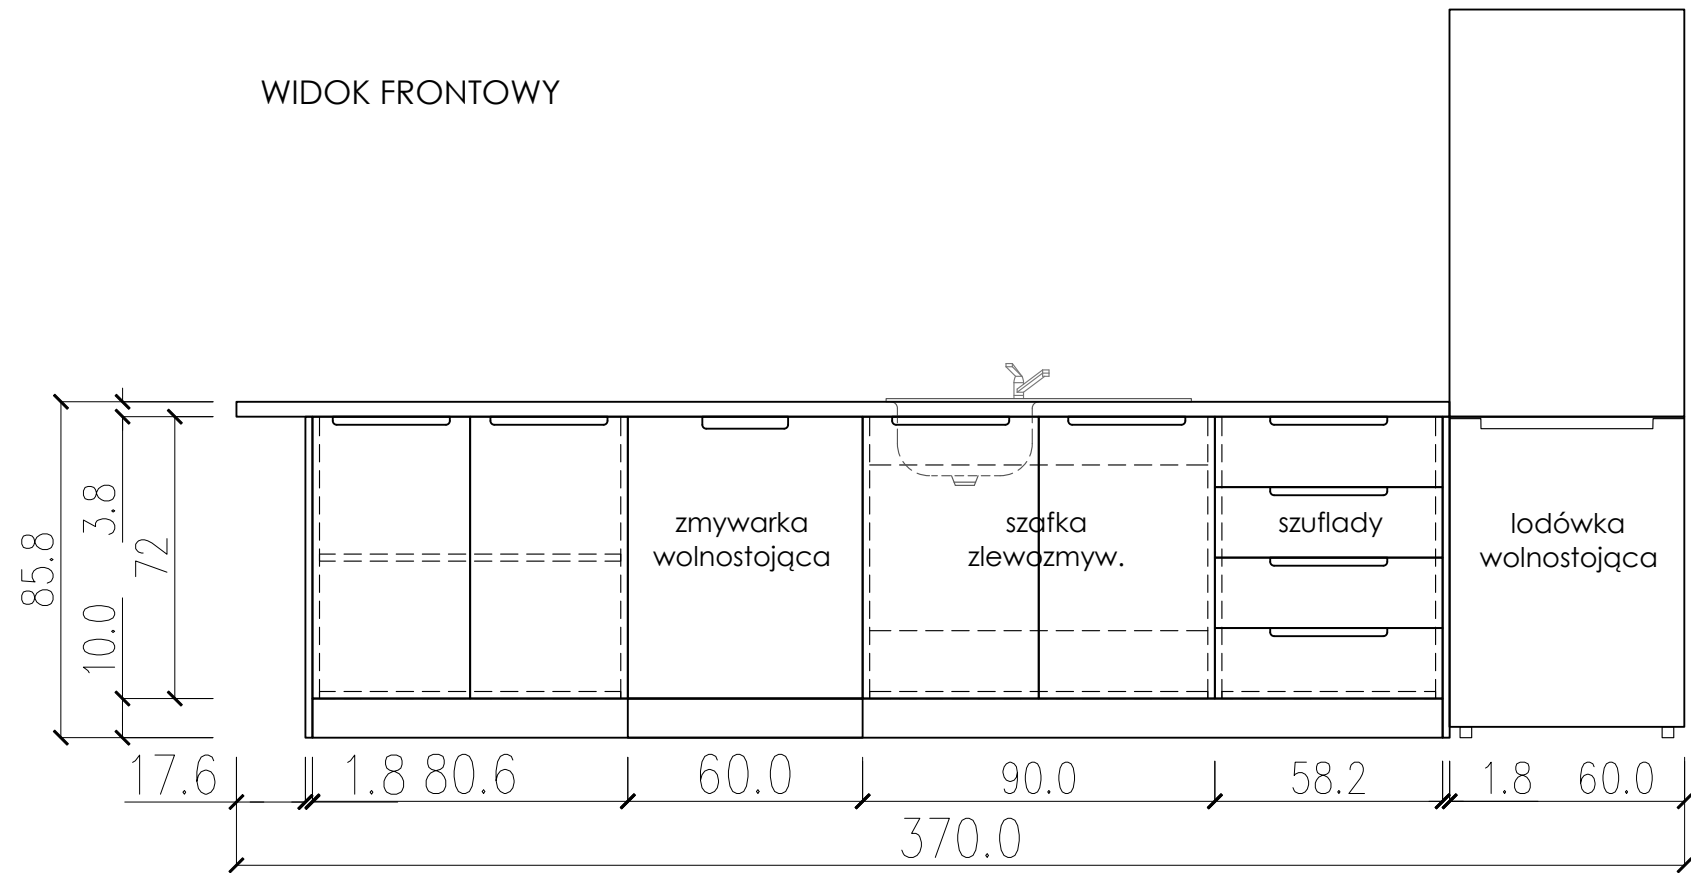 WIDOK FRONTOWY
zmywarka
wolnostojąca
szafka
zlewozmyw.
szuflady
lodówka
wolnostojąca
85.8
10.0
3.8
72
17.6
1.8
80.6
60.0
90.0
58.2
1.8
60.0
370.0